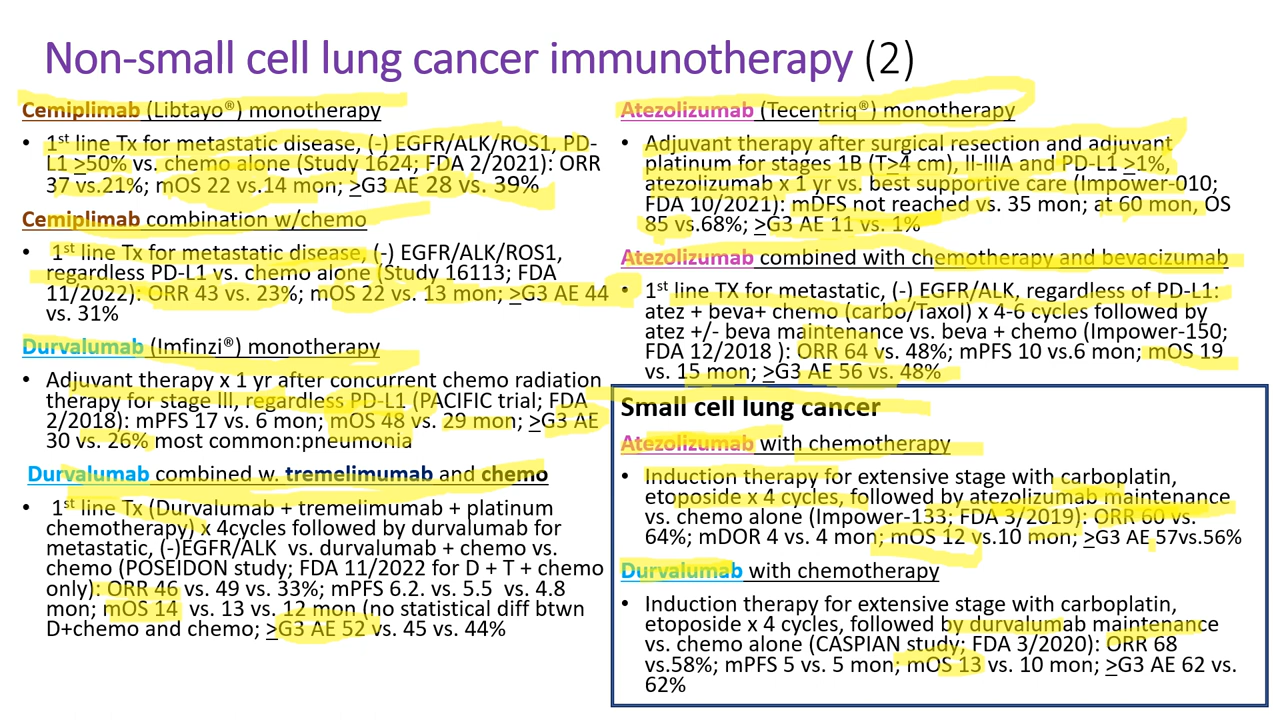 Non-small cell lung cancer immunotherapy (2)
Cemiplimab (Libtayo®) monotherapy
• 1st line Tx for metastatic disease, (-) EGFR/ALK/ROS1, PD-
L1 >50% vs. chemo alone (Study 1624; FDA 2/2021): ORR
37 vs.21%; mOS 22 vs.14 mon; >G3 AE 28 vs. 39%
Cemiplimab combination w/chemo
• 1st line Tx for metastatic disease, (-) EGFR/ALK/ROS1,
regardless PD-L1 vs. chemo alone (Study 16113; FDA
11/2022): ORR 43 vs. 23%; mOS 22 vs. 13 mon; >G3 AE 44
vs. 31%
Durvalumab (Imfinzi®) monotherapy
• Adjuvant therapy x 1 yr after concurrent chemo radiation
therapy for stage III, regardless PD-L1 (PACIFIC trial; FDA
2/2018): mPFS 17 vs. 6 mon; mOS 48 vs. 29 mon; >G3 AE
30 vs. 26% most common:pneumonia
Durvalumab combined w. tremelimumab and chemo
• 1st line Tx (Durvalumab + tremelimumab + platinum
chemotherapy) x 4cycles followed by durvalumab for
metastatic, (-)EGFR/ALK vs. durvalumab + chemo vs.
chemo (POSEIDON study; FDA 11/2022 for D + T + chemo
only): ORR 46 vs. 49 vs. 33%; mPFS 6.2. vs. 5.5 vs. 4.8
mon; mOS 14 vs. 13 vs. 12 mon (no statistical diff btwn
D+chemo and chemo; >G3 AE 52 vs. 45 vs. 44%
Atezolizumab (Tecentriq®) monotherapy
• Adjuvant therapy after surgical resection and adjuvant
platinum for stages 1B (T>4 cm), II-IIIA and PD-L1 >1%,
atezolizumab x 1 yr vs. best supportive care (Impower-010;
FDA 10/2021): mDFS not reached vs. 35 mon; at 60 mon, OS
85 vs.68%; >G3 AE 11 vs. 1%
Atezolizumab combined with chemotherapy and bevacizumab
• 1st line TX for metastatic, (-) EGFR/ALK, regardless of PD-L1:
atez + beva+ chemo (carbo/Taxol) x 4-6 cycles followed by
atez +/- beva maintenance vs. beva + chemo (Impower-150;
FDA 12/2018 ): ORR 64 vs. 48%; mPFS 10 vs.6 mon; mOS 19
vs. 15 mon; >G3 AE 56 vs. 48%
Small cell lung cancer
Atezolizumab with chemotherapy
• Induction therapy for extensive stage with carboplatin,
etoposide x 4 cycles, followed by atezolizumab maintenance
vs. chemo alone (Impower-133; FDA 3/2019): ORR 60 vs.
64%; mDOR 4 vs. 4 mon; mOS 12 vs.10 mon; >G3 AE 57vs.56%
Durvalumab with chemotherapy
• Induction therapy for extensive stage with carboplatin,
etoposide x 4 cycles, followed by durvalumab maintenance
vs. chemo alone (CASPIAN study; FDA 3/2020): ORR 68
vs.58%; mPFS 5 vs. 5 mon; mOS 13 vs. 10 mon; >G3 AE 62 vs.
62%